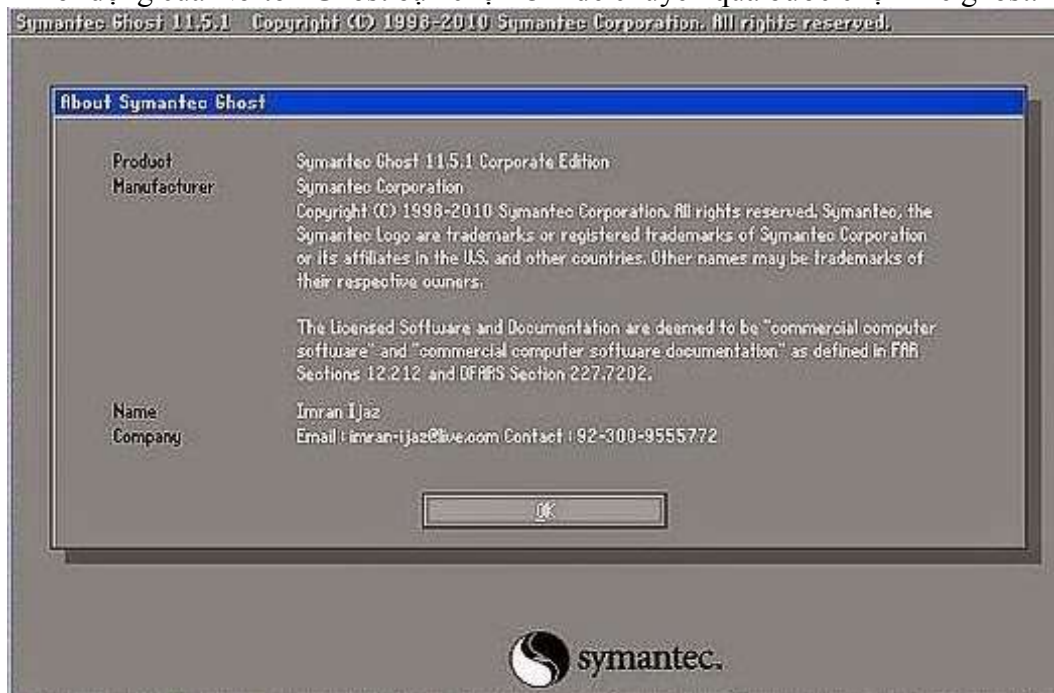 Symantec Ghost 11.5.1 Copyright (C) 1998-2010 Symantec Corporation. All rights reserved.
About Symantec Ghost
Product Symantec Ghost 11.5.1 Corporate Edition
Manufacturer Symantec Corporation
Copyright (C) 1998-2010 Symantec Corporation. All rights reserved. Symantec, the
Symantec Logo are trademarks or registered trademarks of Symantec Corporation
or its affiliates in the U.S. and other countries. Other names may be trademarks of
their respective owners.
The Licensed Software and Documentation are deemed to be "commercial computer
software" and "commercial computer software documentation" as defined in FAR
Sections 12.212 and DFARS Section 227.7202.
Name Imran Ijaz
Company Email : imran-ijaz@live.com Contact : 92-300-9555772
OK
symantec.